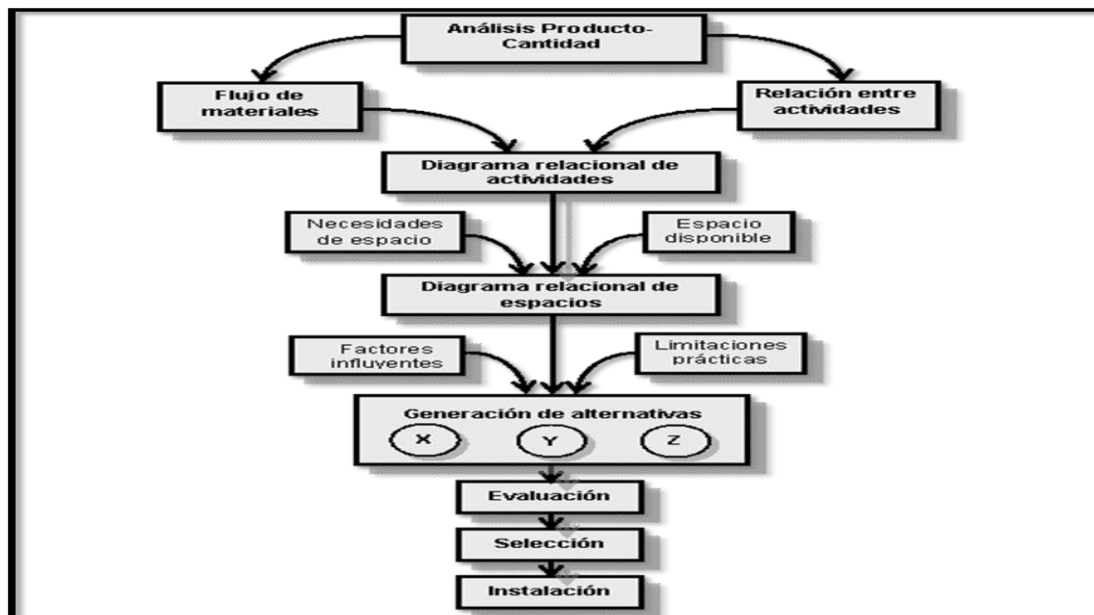 Análisis Producto-
Cantidad
Flujo de
materiales
Relación entre
actividades
Diagrama relacional de
actividades
Necesidades
de espacio
Espacio
disponible
Diagrama relacional de
espacios
Factores
influyentes
Limitaciones
prácticas
Generación de alternativas
X
Y
Z
Evaluación
Selección
Instalación